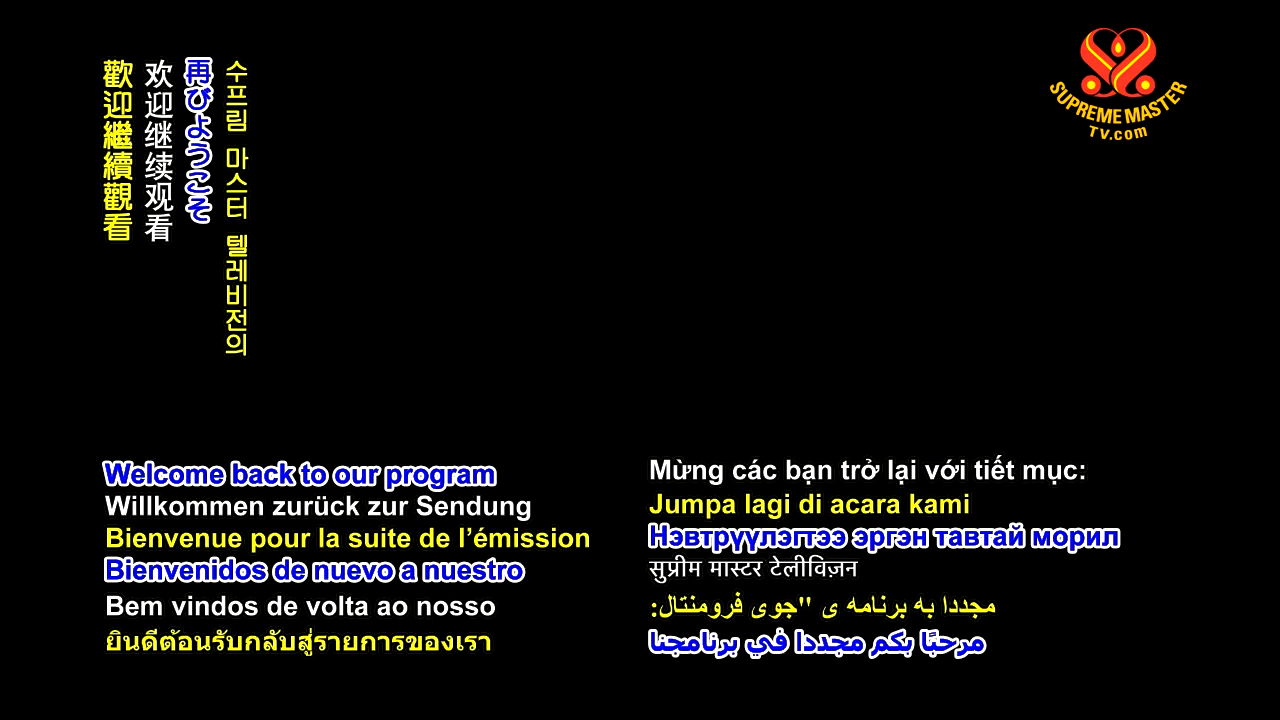 歡迎繼續觀看
欢迎继续观看
再びようこそ
수프림 마스터 텔레비전의
SUPREME MASTER
TV.com
Welcome back to our program
Willkommen zurück zur Sendung
Bienvenue pour la suite de l’émission
Bienvenidos de nuevo a nuestro
Bem vindos de volta ao nosso
ยินดีต้อนรับกลับสู่รายการของเรา
Mừng các bạn trở lại với tiết mục:
Jumpa lagi di acara kami
Нэвтрүүлэгтээ эргэн тавтай морил
सुप्रीम मास्टर टेलीविज़न
مجددا به برنامه ی "جوی فرومنتال:
مرحبًا بكم مجددا في برنامجنا